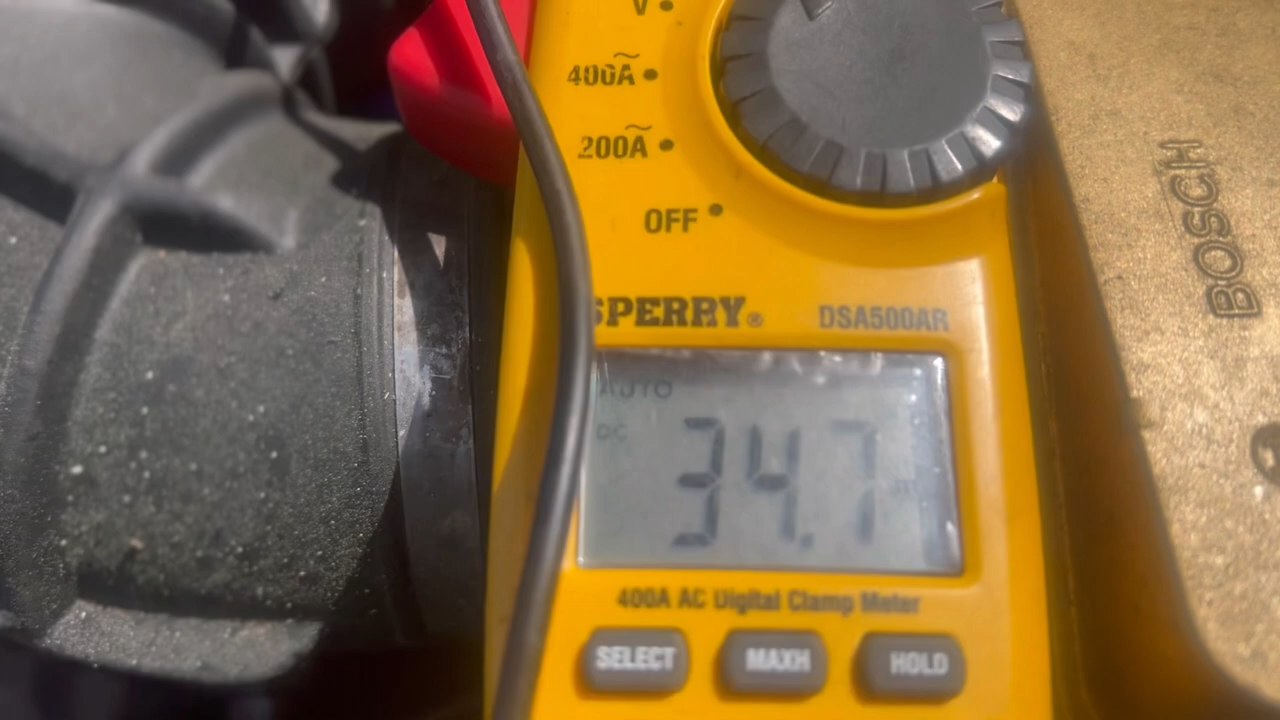 V
400A
200A
OFF
SPERRY® DSA500AR
AUTO
DC
34.7
400A AC Digital Clamp Meter
SELECT MAXH HOLD
BOSCH